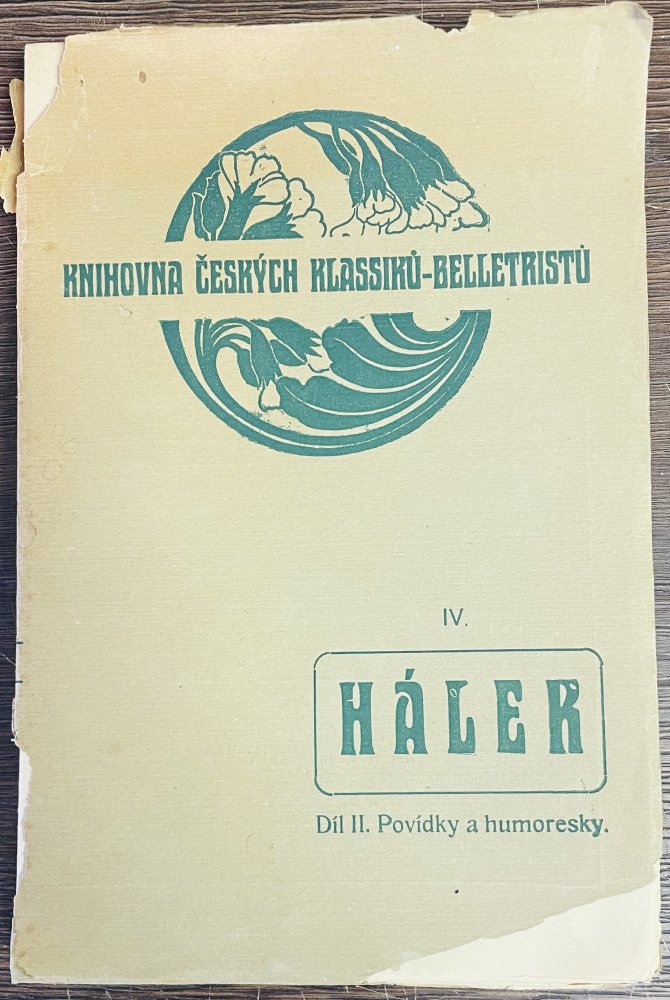 KNIHOVNA ČESKÝCH KLASSIKŮ-BELLETRISTŮ
IV.
HÁLEK
Díl II. Povídky a humoresky.